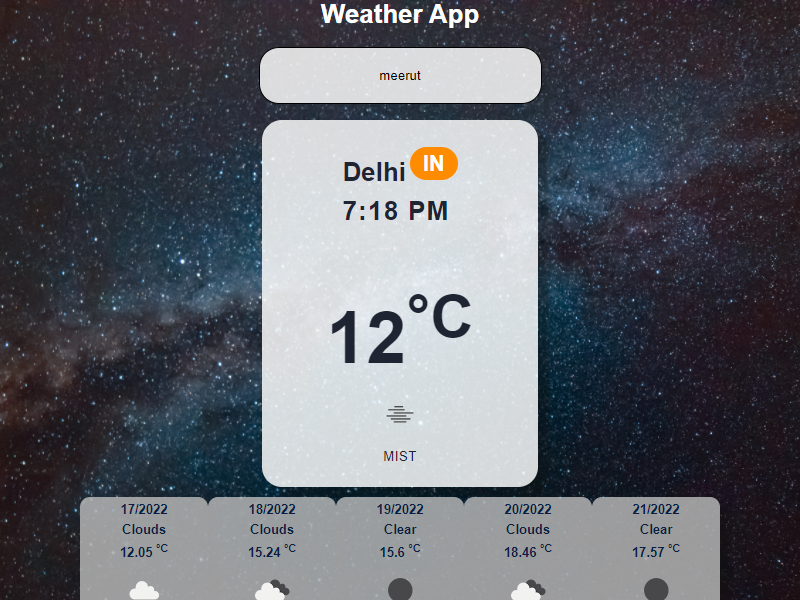 Weather App
meerut
Delhi IN
7:18 PM
12°C
MIST
17/2022 18/2022 19/2022 20/2022 21/2022
Clouds Clouds Clear Clouds Clear
12.05 °C 15.24 °C 15.6 °C 18.46 °C 17.57 °C